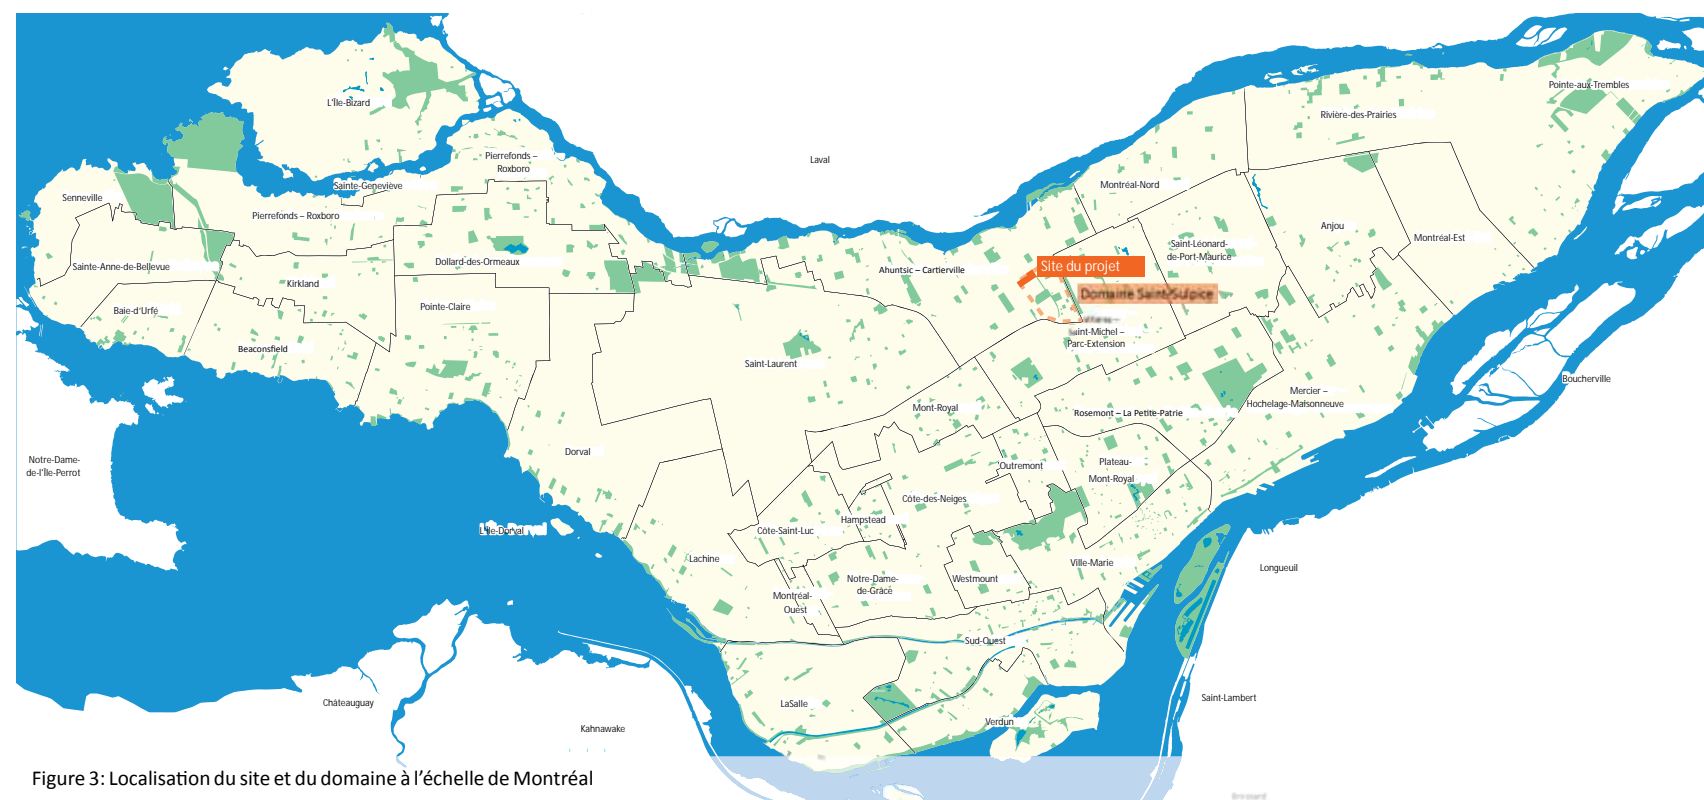 L'Île-Bizard
Pointe-aux-Trembles
Rivière-des-Prairies
Laval
Pierrefonds –
Roxboro
Sainte-Geneviève
Montréal-Nord
Senneville
Pierrefonds – Roxboro
Anjou
Montréal-Est
Saint-Léonard-
de-Port-Maurice
Sainte-Anne-de-Bellevue
Dollard-des-Ormeaux
Ahuntsic – Cartierville
Site du projet
Kirkland
Domaine Saint-Sulpice
Baie-d'Urfé
Pointe-Claire
Saint-Michel –
Parc-Extension
Beaconsfield
Saint-Laurent
Boucherville
Mercier –
Hochelage-Maisonneuve
Mont-Royal
Rosemont – La Petite-Patrie
Dorval
Notre-Dame-
de-l'Île-Perrot
Outremont
Plateau-
Mont-Royal
Côte-des-Neiges
Hampstead
L'Île-Dorval
Côte-Saint-Luc
Lachine
Ville-Marie
Longueuil
Notre-Dame-
de-Grâce
Westmount
Montréal-
Ouest
Sud-Ouest
Châteauguay
LaSalle
Saint-Lambert
Verdun
Kahnawake
Figure 3: Localisation du site et du domaine à l'échelle de Montréal
Brossard